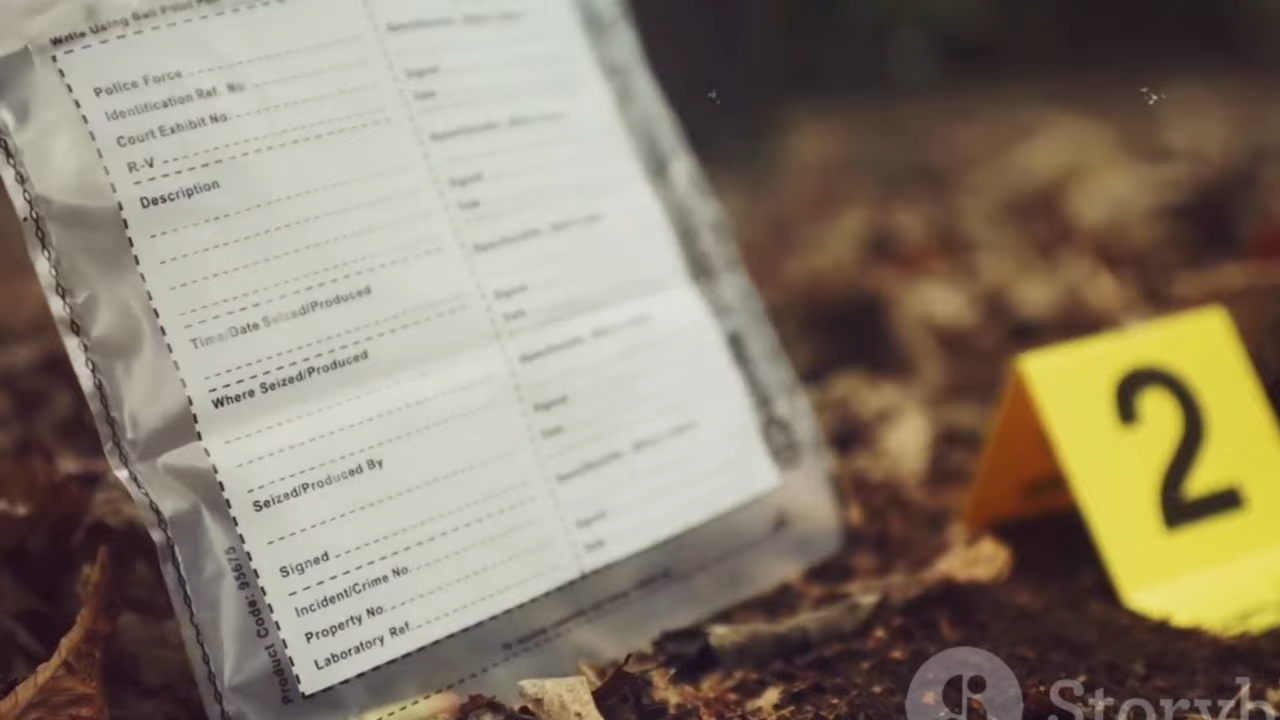 Write Using Ball Point
Police Force
Identification Ref. No.
Court Exhibit No.
R-V
Description
Time/Date Seized/Produced
Where Seized/Produced
Seized/Produced By
Signed
Incident/Crime No.
Property No.
Laboratory Ref.
Product Code: 95675
Signed
Date
Signed
Date
Signed
Date
Signed
Date
Signed
Date
2
Storyb